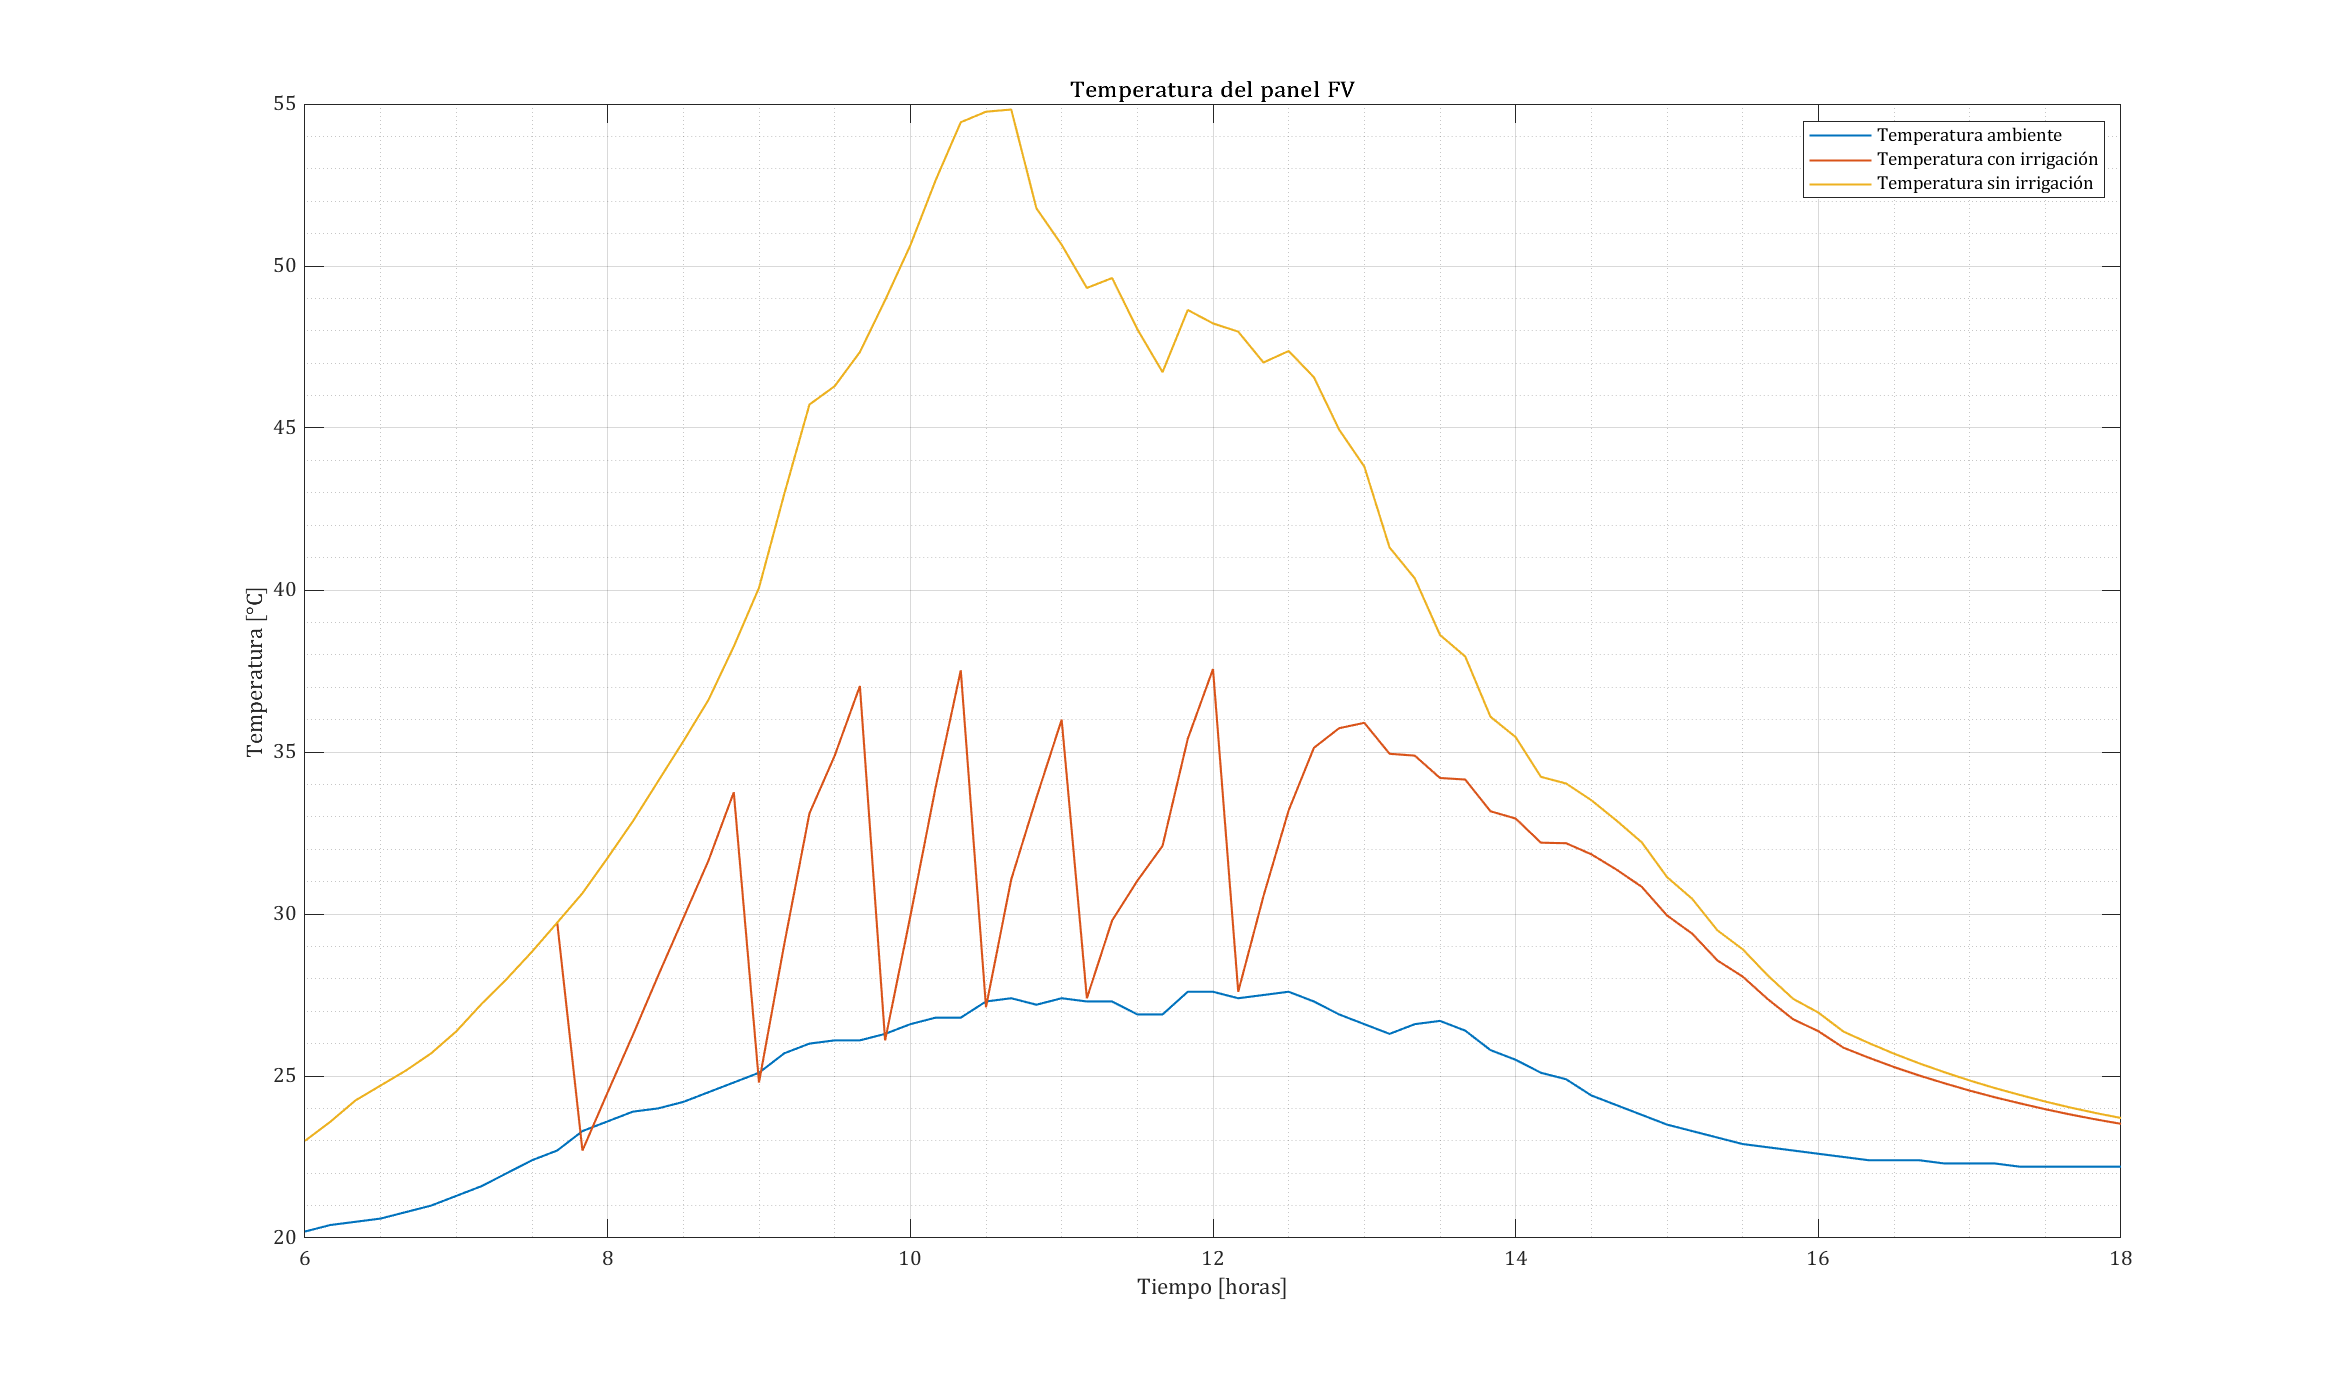 Temperatura del panel FV
Temperatura ambiente
Temperatura con irrigación
Temperatura sin irrigación
Temperatura [°C]
55
50
45
40
35
30
25
20
6 8 10 12 14 16 18
Tiempo [horas]